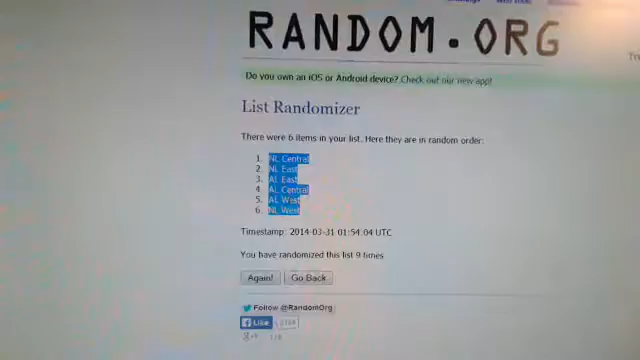 RANDOM.ORG
Do you own an iOS or Android device? Check out our new app!
List Randomizer
There were 6 items in your list. Here they are in random order:
1. NL Central
2. NL East
3. AL East
4. AL Central
5. AL West
6. NL West
Timestamp: 2014-03-31 01:54:04 UTC
You have randomized this list 9 times
Again! Go Back
Follow @RandomOrg
Like